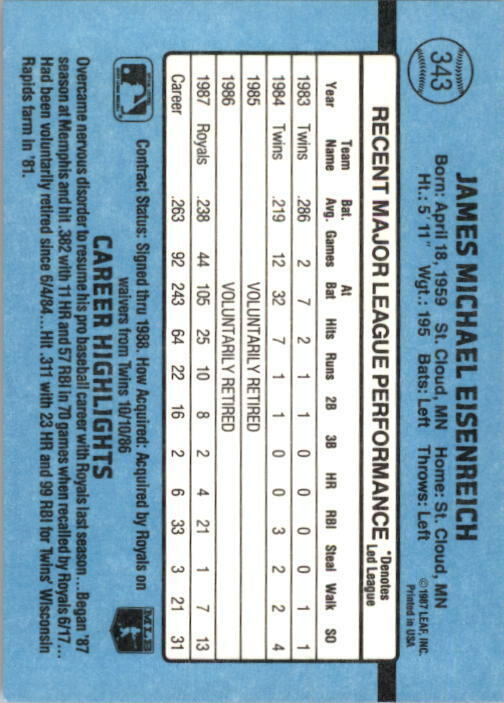 343
JAMES MICHAEL EISENREICH
Born: April 18, 1959 St. Cloud, MN Home: St. Cloud, MN
Ht.: 5' 11" Wgt.: 195 Bats: Left Throws: Left
©1987 LEAF, INC.
Printed in USA
RECENT MAJOR LEAGUE PERFORMANCE *Denotes Led League
Year Team Name Bat. Avg. Games At Bat Hits Runs 2B 3B HR RBI Steal Walk SO
1983 Twins .286 2 7 2 1 1 0 0 0 0 1 1
1984 Twins .219 12 32 7 1 1 0 0 3 2 2 4
1985 VOLUNTARILY RETIRED
1986 VOLUNTARILY RETIRED
1987 Royals .238 44 105 25 10 8 2 4 21 1 7 13
Career .263 92 243 64 22 16 2 6 33 3 21 31
Contract Status: Signed thru 1988. How Acquired: Acquired by Royals on
waivers from Twins 10/10/86
MLB
CAREER HIGHLIGHTS
Overcame nervous disorder to resume his pro baseball career with Royals last season...Began '87
season at Memphis and hit .382 with 11 HR and 57 RBI in 70 games when recalled by Royals 6/17...
Had been voluntarily retired since 6/4/84...Hit .311 with 23 HR and 99 RBI for Twins' Wisconsin
Rapids farm in '81.